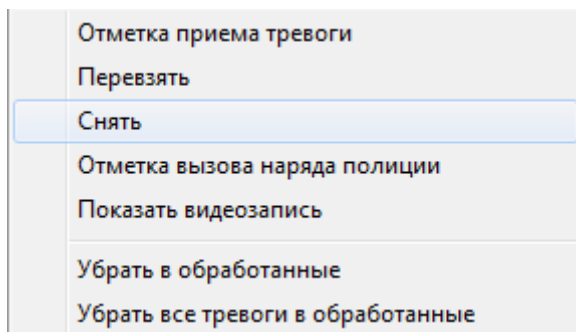 Отметка приема тревоги
Перевзять
Снять
Отметка вызова наряда полиции
Показать видеозапись
Убрать в обработанные
Убрать все тревоги в обработанные